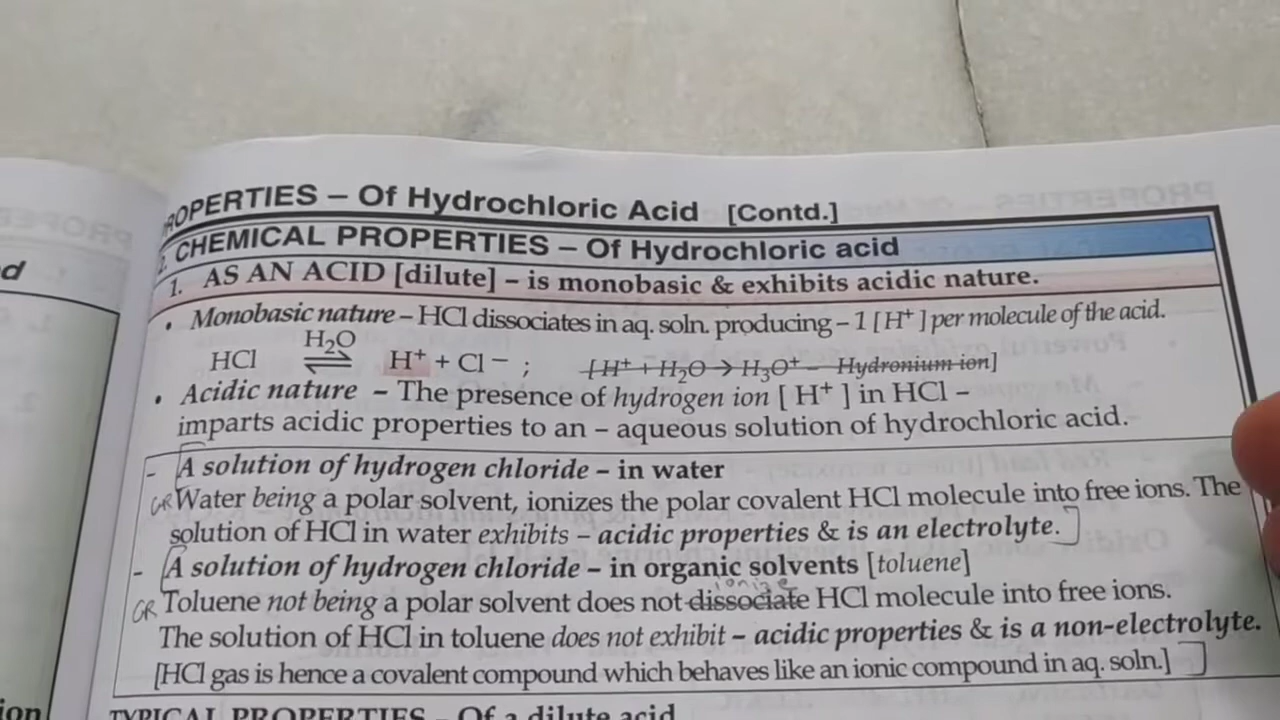 ROPERTIES – Of Hydrochloric Acid [Contd.]
2. CHEMICAL PROPERTIES – Of Hydrochloric acid
1. AS AN ACID [dilute] – is monobasic & exhibits acidic nature.
• Monobasic nature – HCl dissociates in aq. soln. producing – 1 [H⁺] per molecule of the acid.
H₂O
HCl ⇌ H⁺ + Cl⁻ ; [H⁺ + H₂O → H₃O⁺ – Hydronium ion]
• Acidic nature – The presence of hydrogen ion [ H⁺ ] in HCl –
imparts acidic properties to an – aqueous solution of hydrochloric acid.
- A solution of hydrogen chloride – in water
GR Water being a polar solvent, ionizes the polar covalent HCl molecule into free ions. The
solution of HCl in water exhibits – acidic properties & is an electrolyte.]
- A solution of hydrogen chloride – in organic solvents [toluene]
ionize
GR Toluene not being a polar solvent does not dissociate HCl molecule into free ions.
The solution of HCl in toluene does not exhibit – acidic properties & is a non-electrolyte.
[HCl gas is hence a covalent compound which behaves like an ionic compound in aq. soln.] ]
TYPICAL PROPERTIES – Of a dilute acid
d
ion